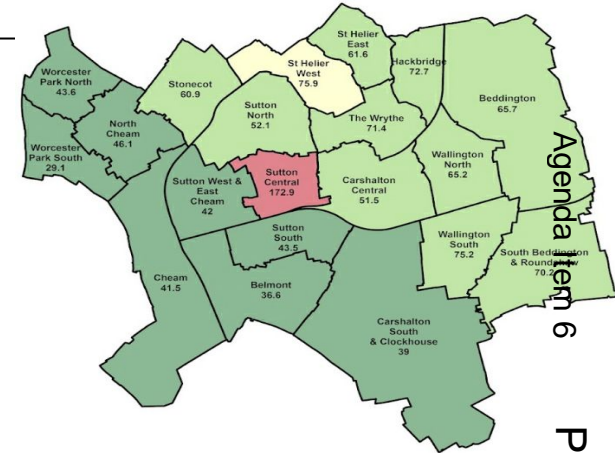 St Helier
East
61.6
Hackbridge
72.7
St Helier
West
75.9
Worcester
Park North
43.6
Stonecot
60.9
Beddington
65.7
Sutton
North
52.1
The Wrythe
71.4
North
Cheam
46.1
Worcester
Park South
29.1
Wallington
North
65.2
Sutton West &
East
Cheam
42
Sutton
Central
172.9
Carshalton
Central
51.5
Sutton
South
43.5
Wallington
South
75.2
South Beddington
& Roundshaw
70.2
Cheam
41.5
Belmont
36.6
Carshalton
South
& Clockhouse
39
Agenda Item 6
P